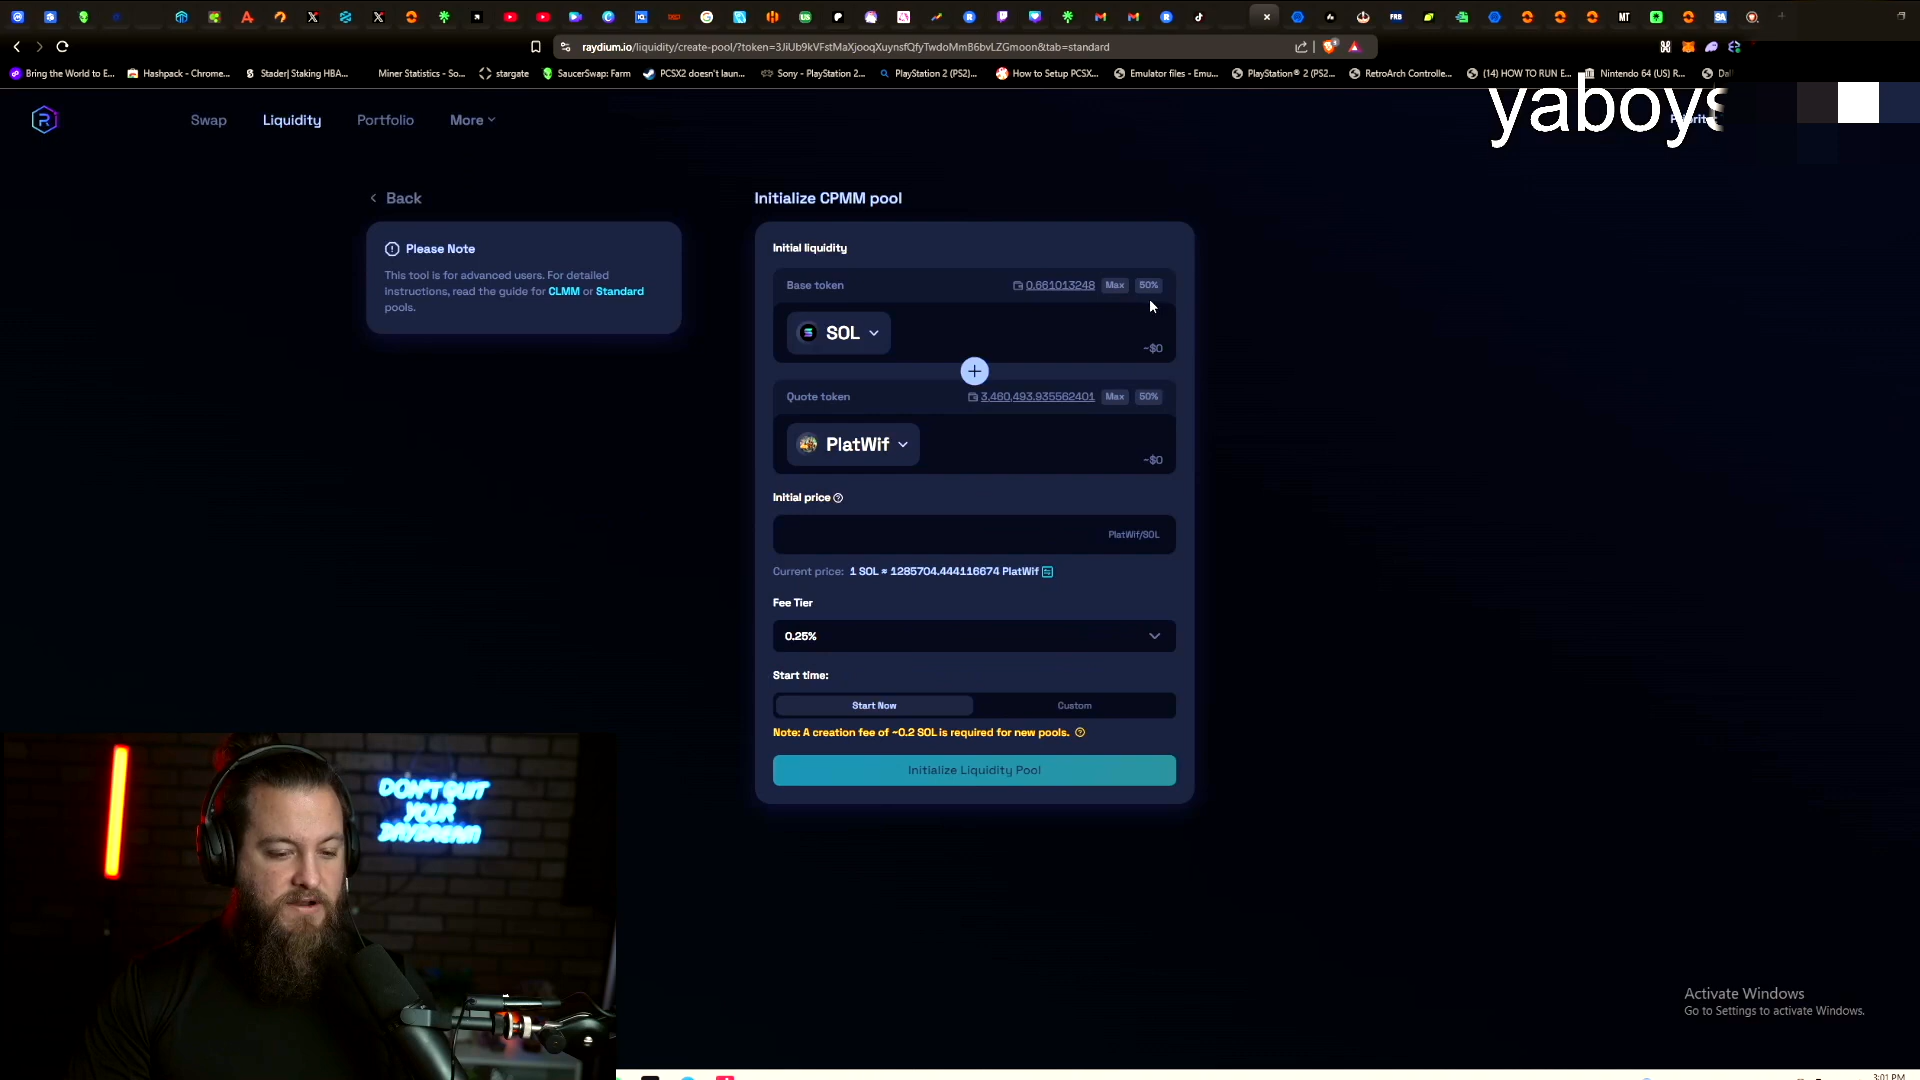 raydium.io/liquidity/create-pool/?token=3JiUb9kVFstMaXjooqXuynsfQfyTwdoMmB6bvLZGmoon&tab=standard
Bring the World to E...
Hashpack - Chrome...
Stader| Staking HBA...
Miner Statistics - So...
stargate
SaucerSwap: Farm
PCSX2 doesn't laun...
Sony - PlayStation 2...
PlayStation 2 (PS2)...
How to Setup PCSX...
Emulator files - Emu...
PlayStation® 2 (PS2...
RetroArch Controlle...
(14) HOW TO RUN E...
Nintendo 64 (US) R...
Swap
Liquidity
Portfolio
More
yaboys
Back
Initialize CPMM pool
Please Note
This tool is for advanced users. For detailed
instructions, read the guide for CLMM or Standard
pools.
Initial liquidity
Base token
0.661013248
Max
50%
SOL
~$0
Quote token
3,460,493.935562401
Max
50%
PlatWif
~$0
Initial price
PlatWif/SOL
Current price: 1 SOL ≈ 1285704.444116674 PlatWif
Fee Tier
0.25%
Start time:
Start Now
Custom
Note: A creation fee of ~0.2 SOL is required for new pools.
Initialize Liquidity Pool
DON'T QUIT
YOUR
DAYDREAM
Activate Windows
Go to Settings to activate Windows.
3:01 PM